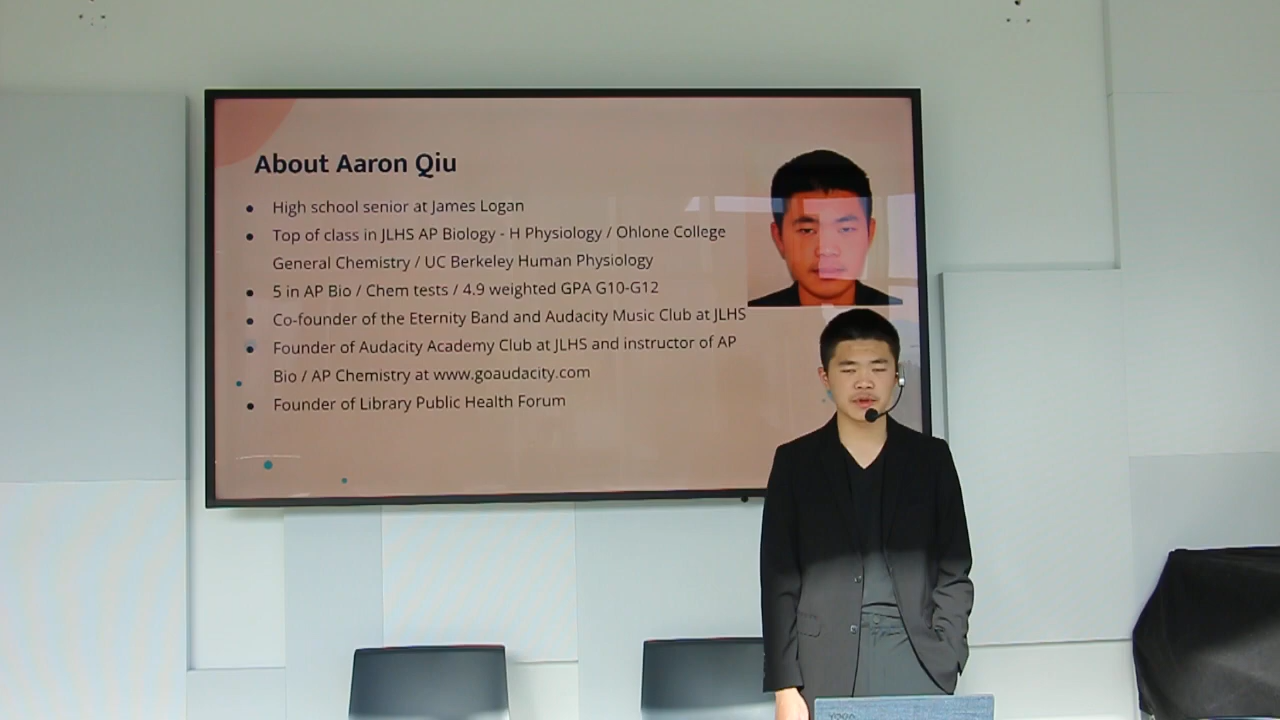 About Aaron Qiu
● High school senior at James Logan
● Top of class in JLHS AP Biology - H Physiology / Ohlone College
General Chemistry / UC Berkeley Human Physiology
● 5 in AP Bio / Chem tests / 4.9 weighted GPA G10-G12
● Co-founder of the Eternity Band and Audacity Music Club at JLHS
● Founder of Audacity Academy Club at JLHS and instructor of AP
Bio / AP Chemistry at www.goaudacity.com
● Founder of Library Public Health Forum
YOGA